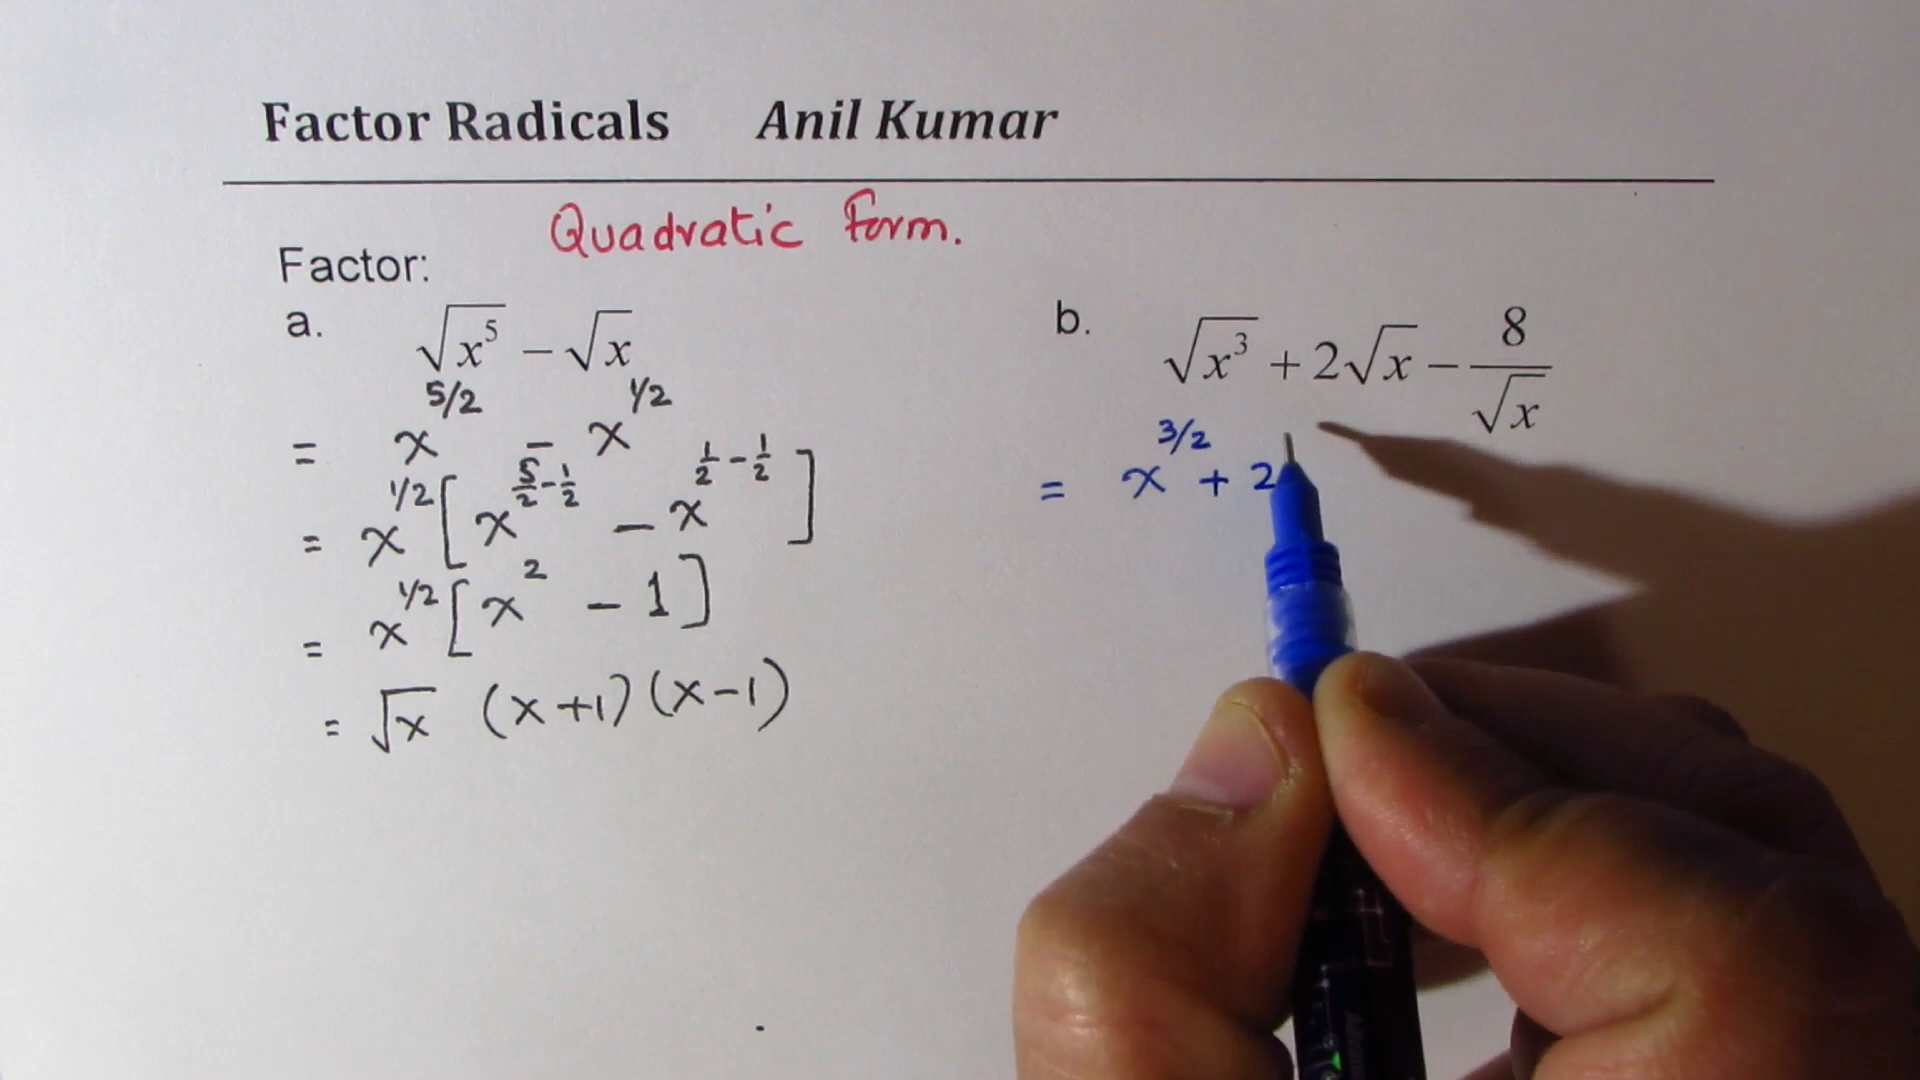 Factor Radicals Anil Kumar
Quadratic Form.
Factor:
a. √x⁵ − √x
= x^(5/2) − x^(1/2)
= x^(1/2) [ x^(5/2 − 1/2) − x^(1/2 − 1/2) ]
= x^(1/2) [ x² − 1 ]
= √x (x+1)(x−1)
b. √x³ + 2√x − 8/√x
= x^(3/2) + 2